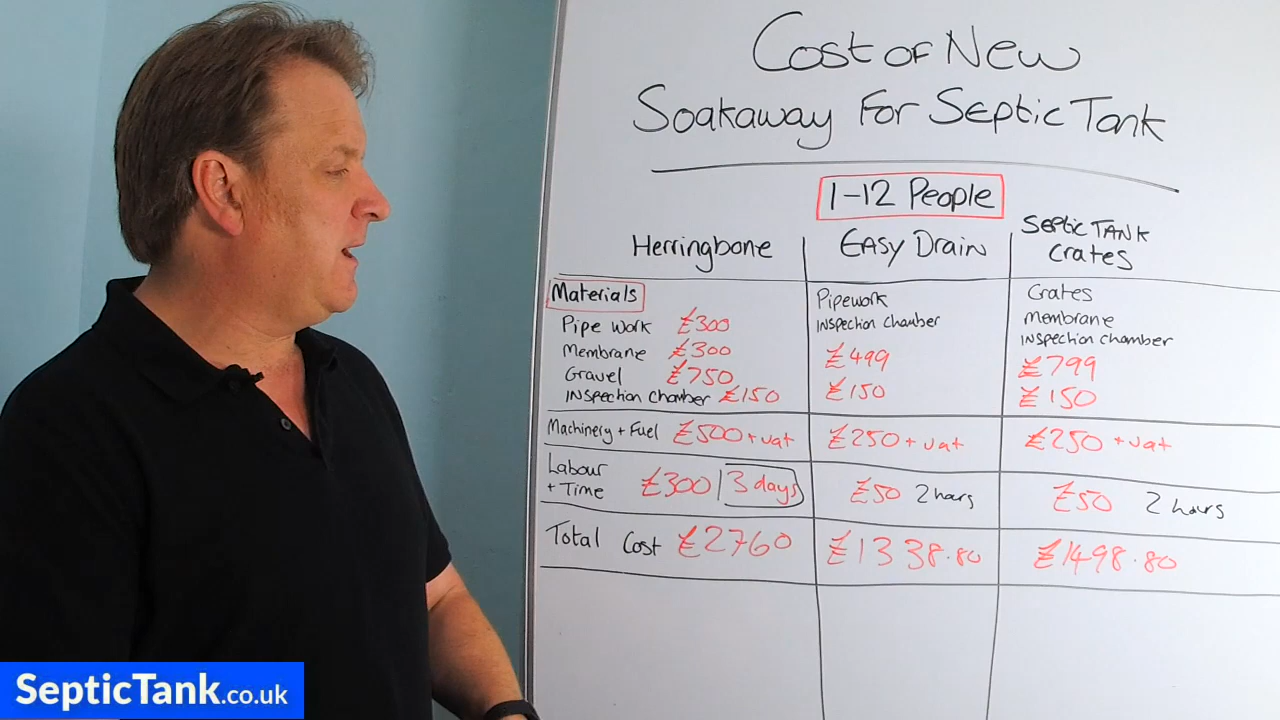 Cost of New
Soakaway For Septic Tank
1-12 People
Herringbone
Easy Drain
Septic Tank
Crates
Materials
Pipe work £300
Membrane £300
Gravel £750
Inspection Chamber £150
Pipework
Inspection chamber
£499
£150
Crates
Membrane
Inspection chamber
£799
£150
Machinery + Fuel £500 + vat
£250 + vat
£250 + vat
Labour
+ Time £300 3 days
£50 2 hours
£50 2 hours
Total Cost £2760
£1338.80
£1498.80
SepticTank.co.uk